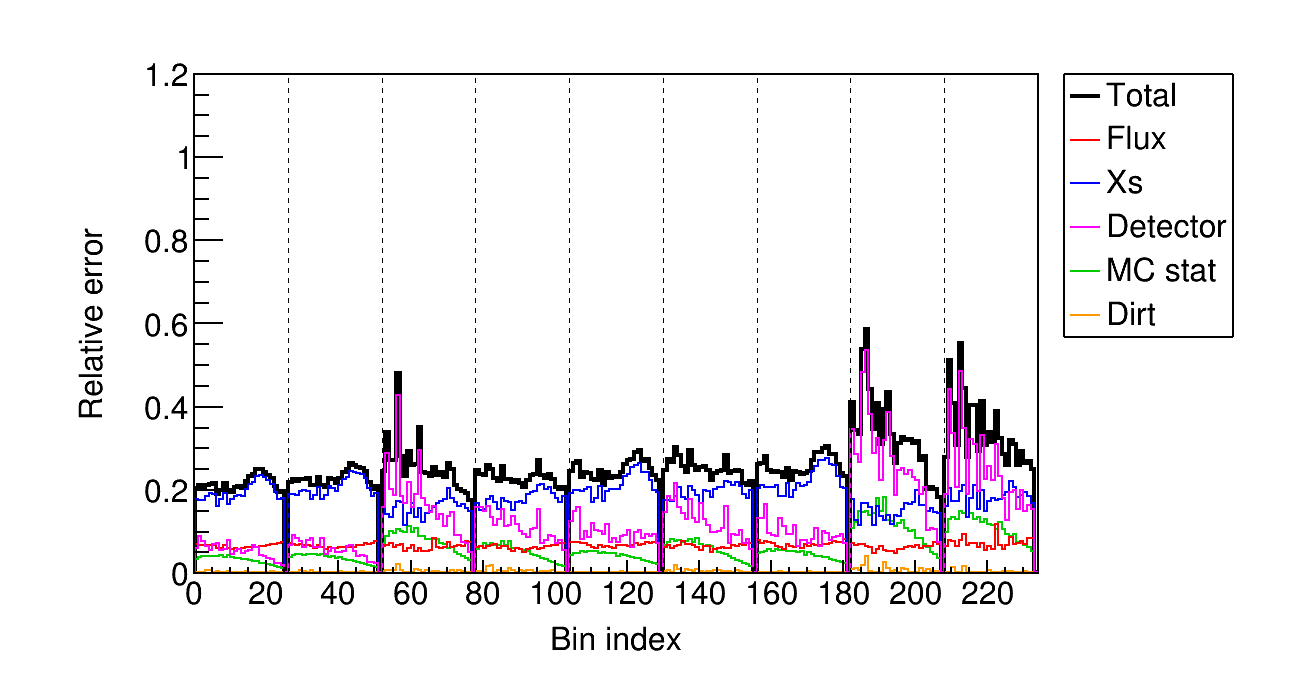 1.2
1
0.8
0.6
0.4
0.2
0
Relative error
0 20 40 60 80 100 120 140 160 180 200 220
Bin index
Total
Flux
Xs
Detector
MC stat
Dirt